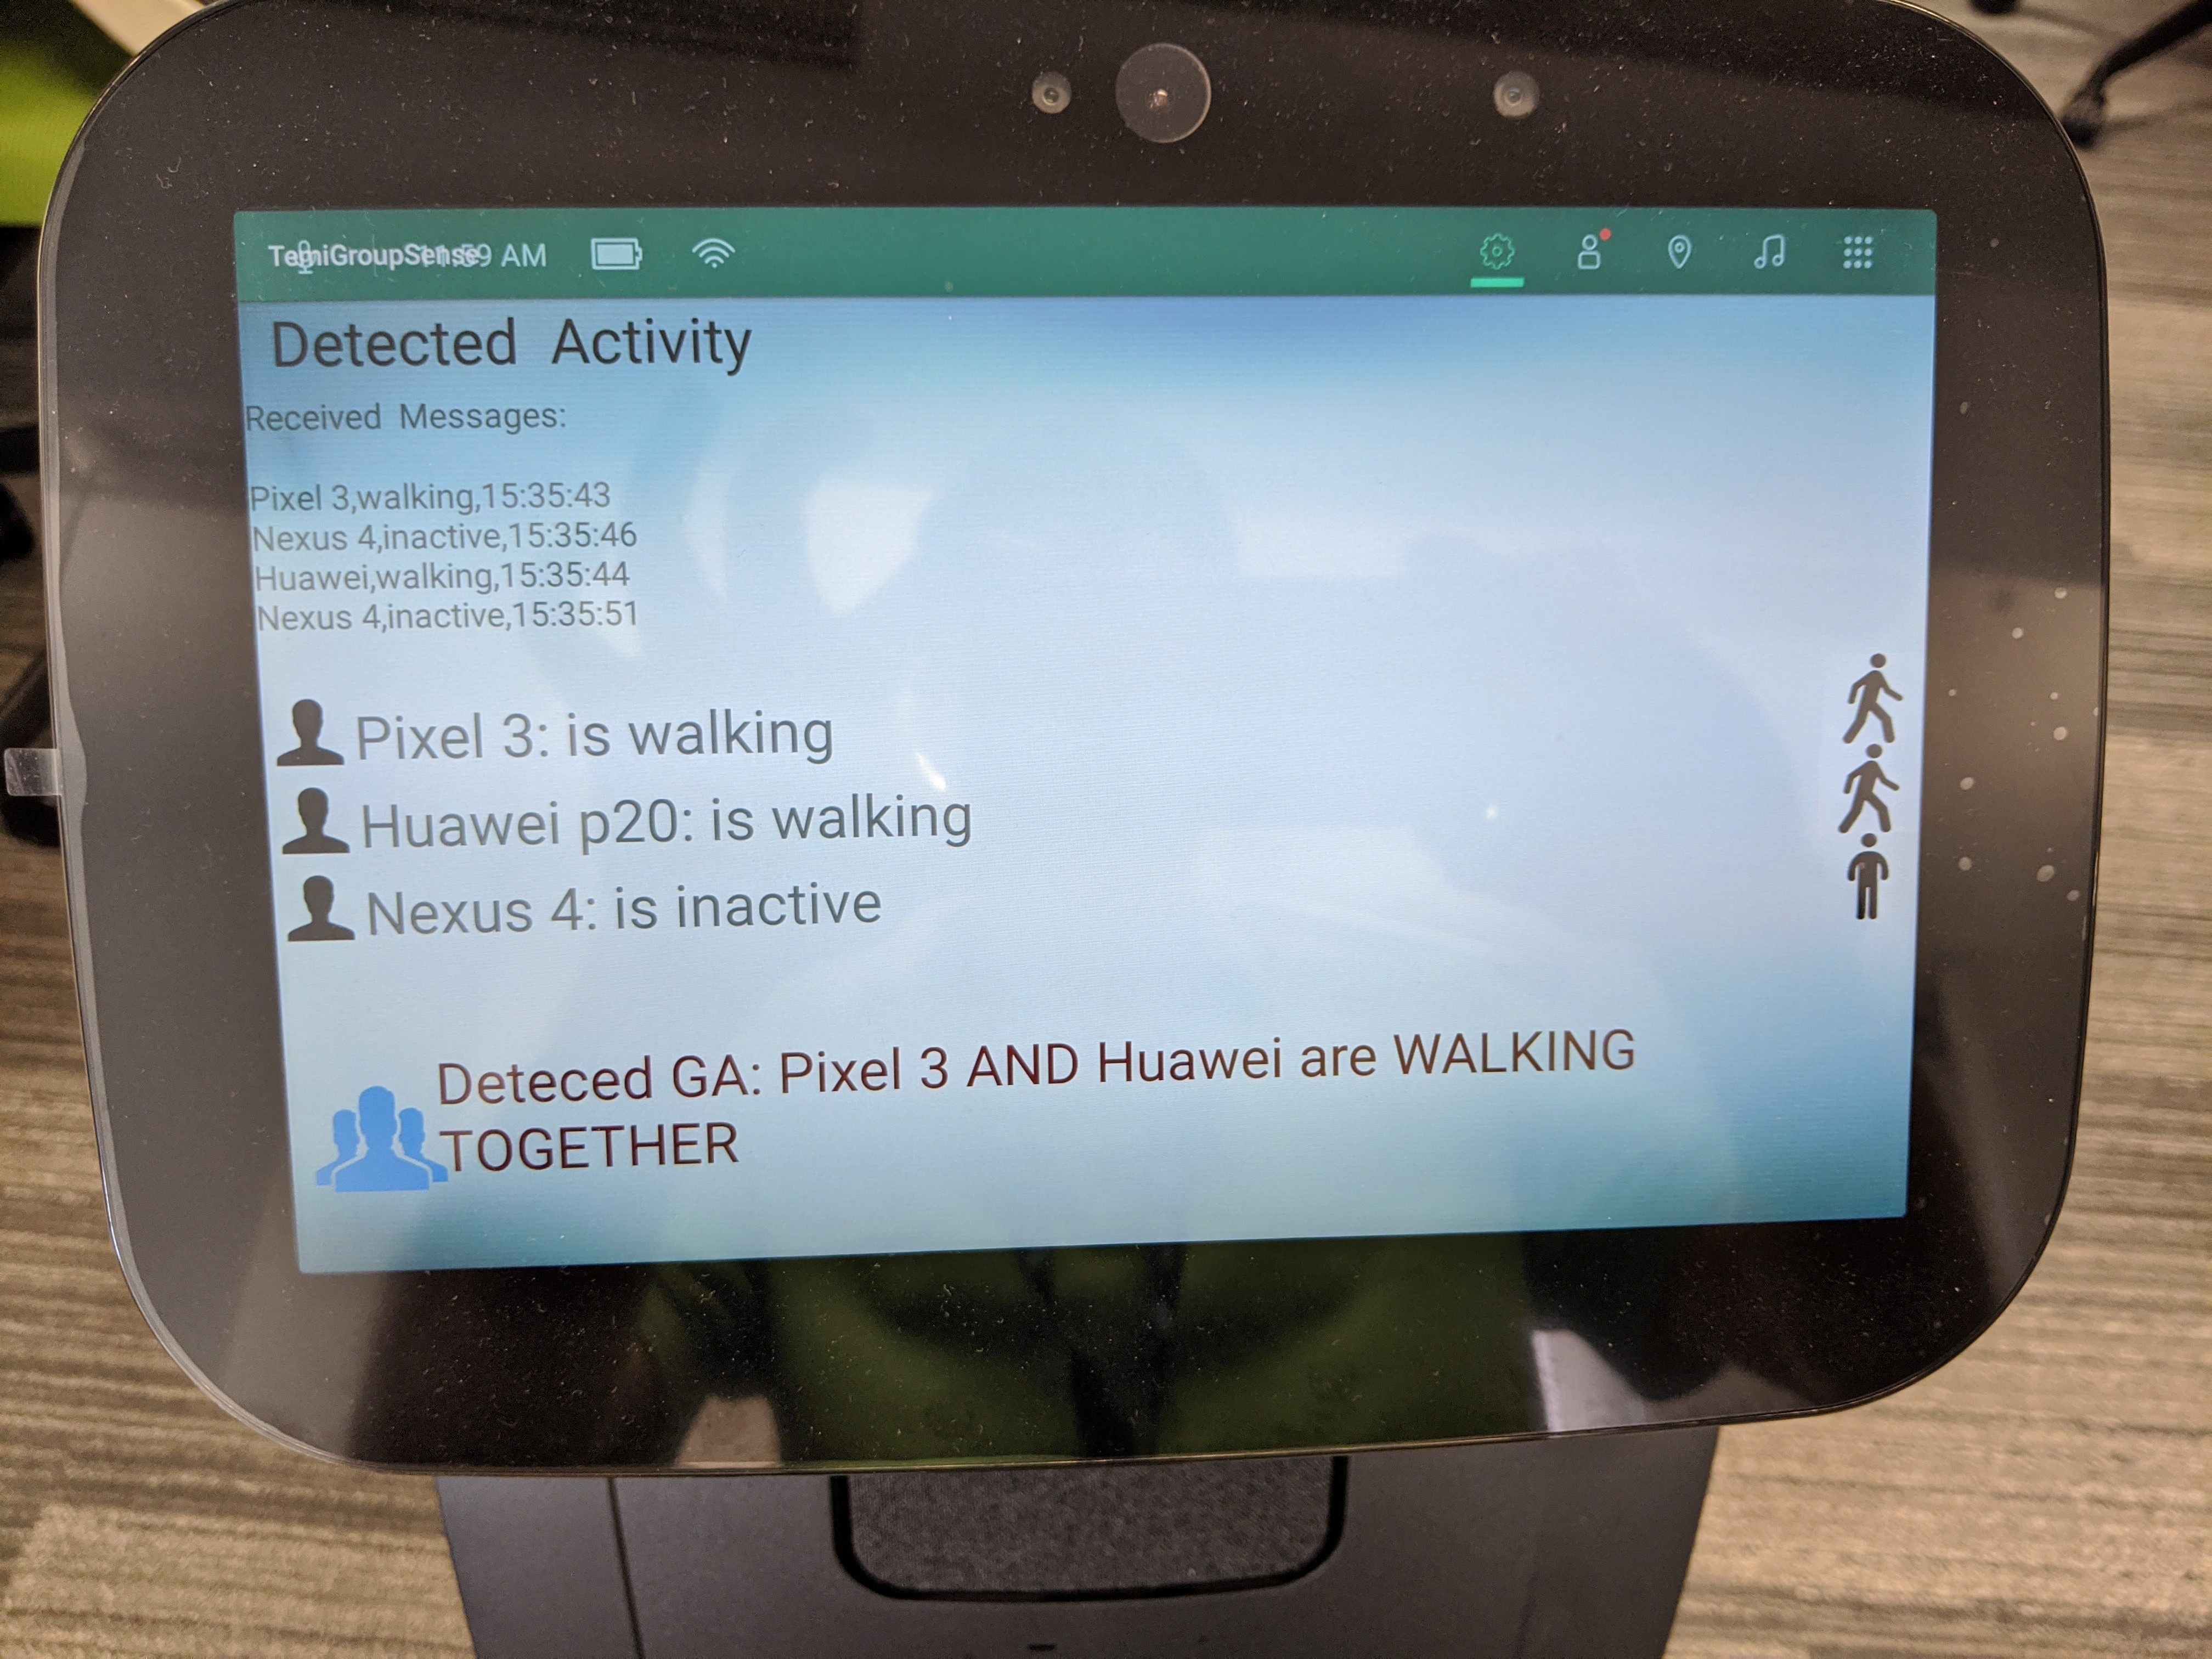 TemiGroupSense 11:59 AM
Detected Activity
Received Messages:
Pixel 3,walking,15:35:43
Nexus 4,inactive,15:35:46
Huawei,walking,15:35:44
Nexus 4,inactive,15:35:51
Pixel 3: is walking
Huawei p20: is walking
Nexus 4: is inactive
Deteced GA: Pixel 3 AND Huawei are WALKING
TOGETHER